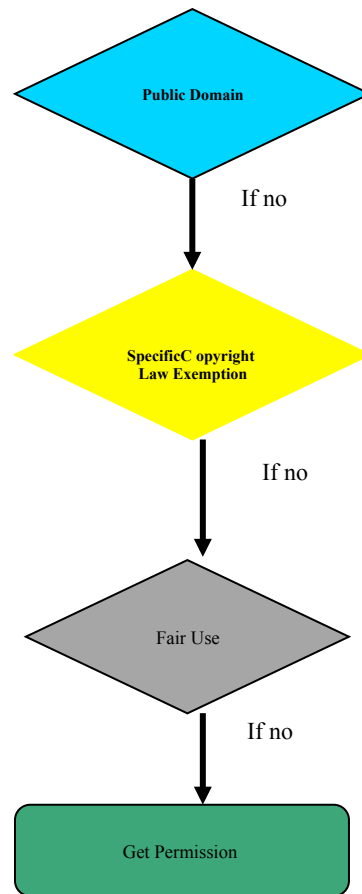 Public Domain
If no
SpecificC opyright
Law Exemption
If no
Fair Use
If no
Get Permission